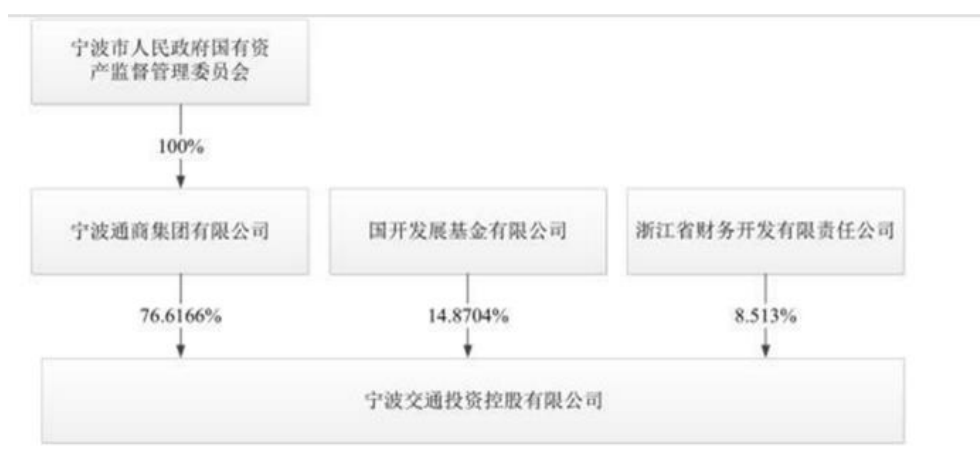 宁波市人民政府国有资
产监督管理委员会
100%
宁波通商集团有限公司
国开发展基金有限公司
浙江省财务开发有限责任公司
76.6166%
14.8704%
8.513%
宁波交通投资控股有限公司